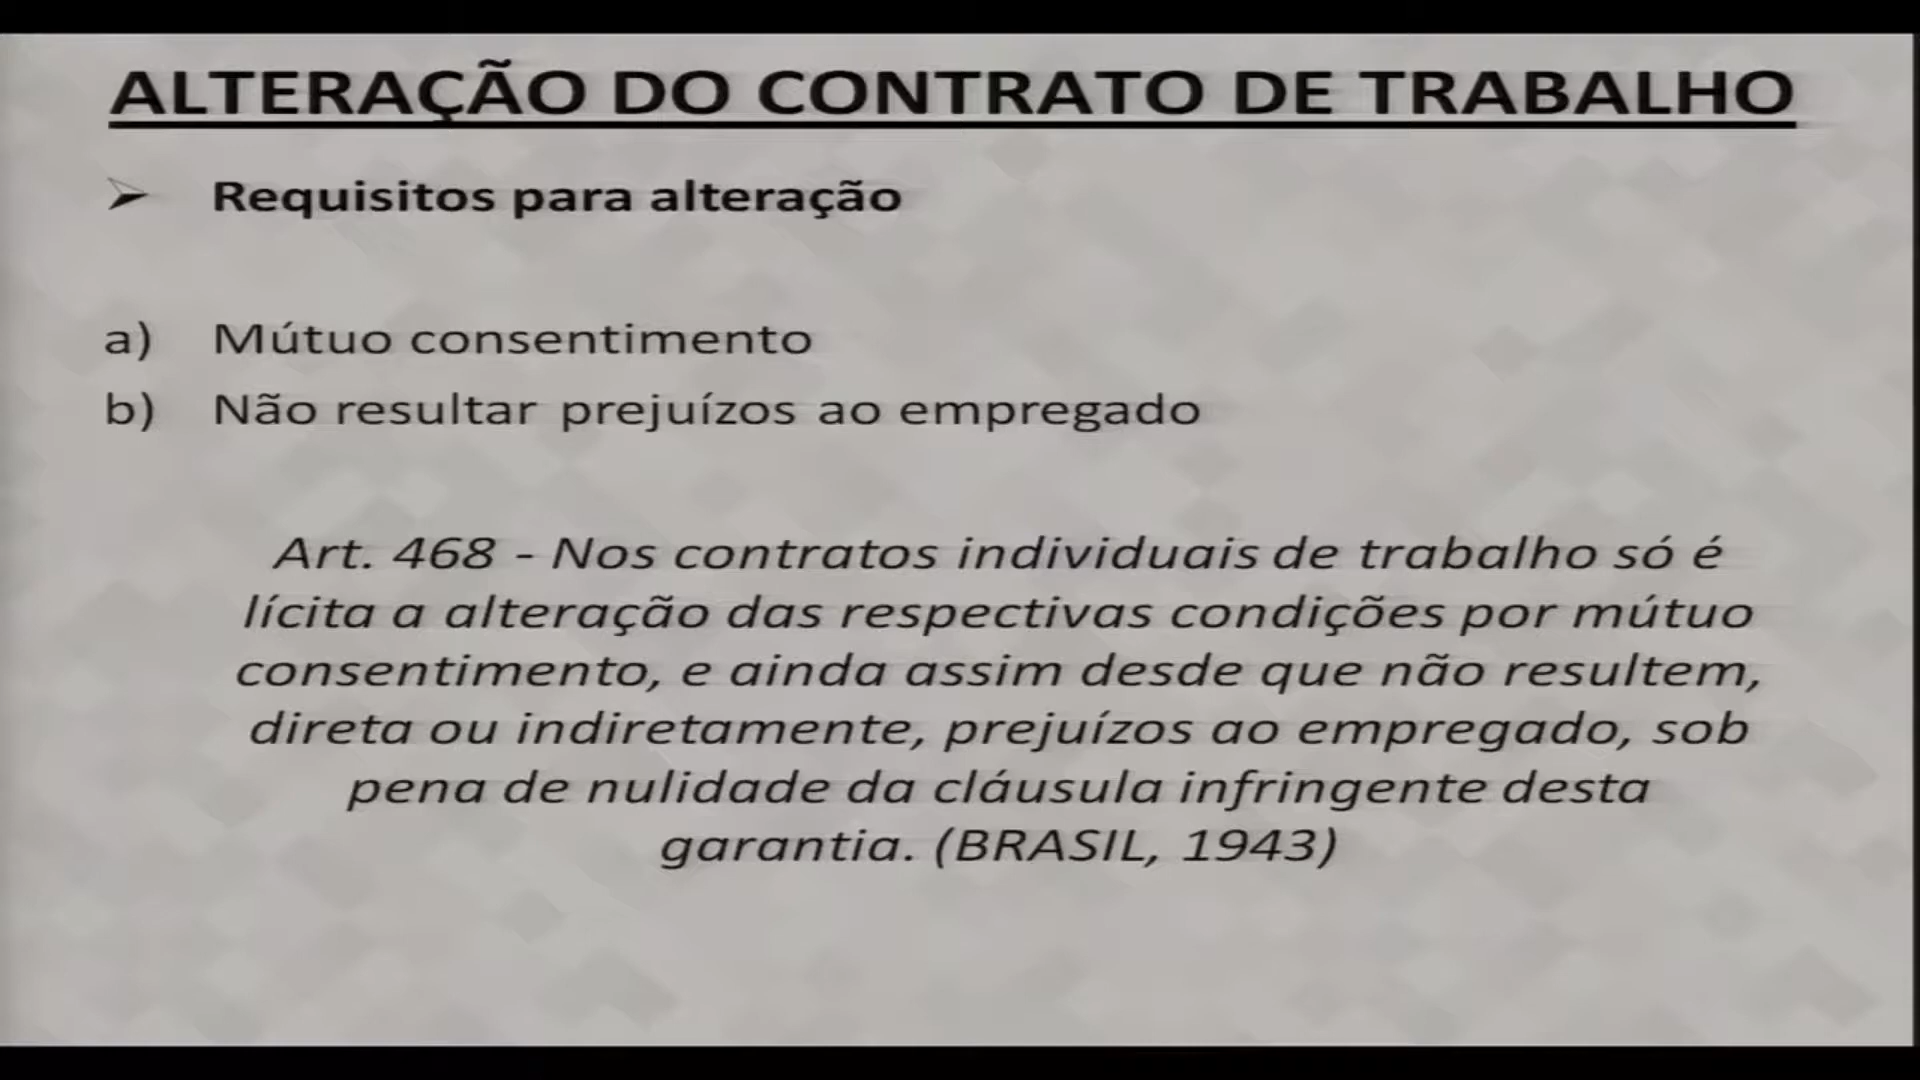 ALTERAÇÃO DO CONTRATO DE TRABALHO
➢ Requisitos para alteração
a) Mútuo consentimento
b) Não resultar prejuízos ao empregado
Art. 468 - Nos contratos individuais de trabalho só é
lícita a alteração das respectivas condições por mútuo
consentimento, e ainda assim desde que não resultem,
direta ou indiretamente, prejuízos ao empregado, sob
pena de nulidade da cláusula infringente desta
garantia. (BRASIL, 1943)